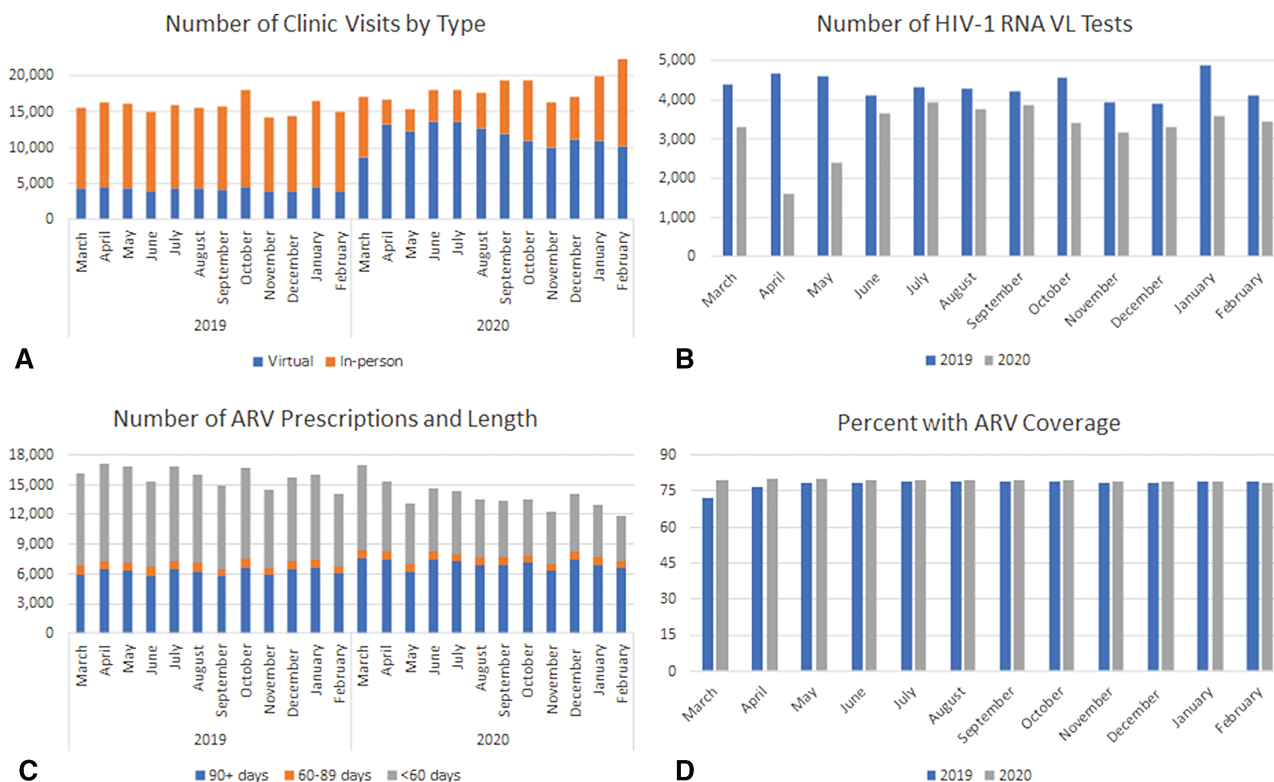 Number of Clinic Visits by Type
20,000
15,000
10,000
5,000
0
March April May June July August September October November December January February March April May June July August September October November December January February
2019 2020
A
Virtual In-person
Number of HIV-1 RNA VL Tests
5,000
4,000
3,000
2,000
1,000
0
March April May June July August September October November December January February
B
2019 2020
Number of ARV Prescriptions and Length
18,000
15,000
12,000
9,000
6,000
3,000
0
March April May June July August September October November December January February March April May June July August September October November December January February
2019 2020
C
90+ days 60-89 days <60 days
Percent with ARV Coverage
90
75
60
45
30
15
0
March April May June July August September October November December January February
D
2019 2020